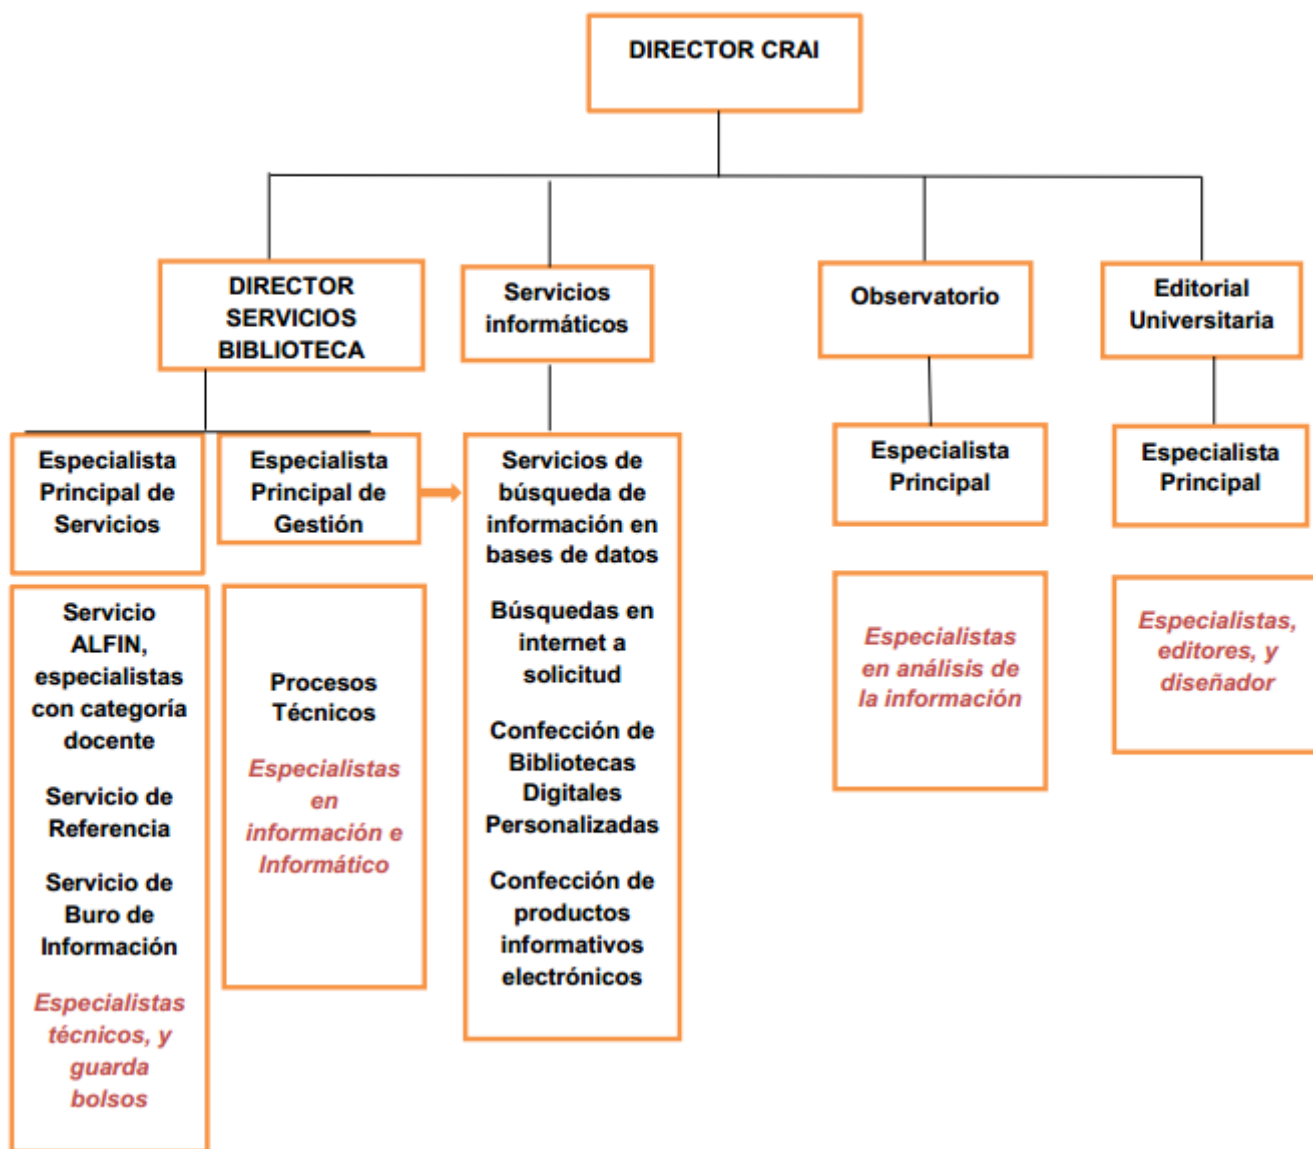 DIRECTOR CRAI
DIRECTOR
SERVICIOS
BIBLIOTECA
Servicios
informáticos
Observatorio
Editorial
Universitaria
Especialista
Principal de
Servicios
Especialista
Principal de
Gestión
Servicios de
búsqueda de
información en
bases de datos
Búsquedas en
internet a
solicitud
Confección de
Bibliotecas
Digitales
Personalizadas
Confección de
productos
informativos
electrónicos
Especialista
Principal
Especialista
Principal
Servicio
ALFIN,
especialistas
con categoría
docente
Servicio de
Referencia
Servicio de
Buro de
Información
Especialistas
técnicos, y
guarda
bolsos
Procesos
Técnicos
Especialistas
en
información e
Informático
Especialistas
en análisis de
la información
Especialistas,
editores, y
diseñador